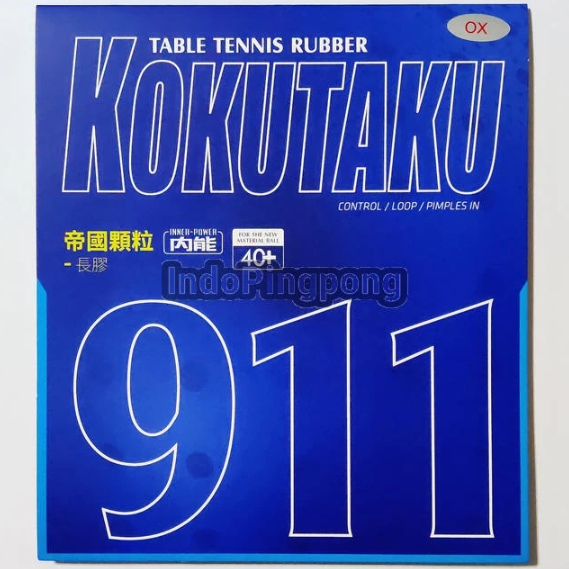 OX
TABLE TENNIS RUBBER
KOKUTAKU
CONTROL / LOOP / PIMPLES IN
帝國顆粒
- 長膠
INNER-POWER
内能
FOR THE NEW
MATERIAL BALL
40+
IndoPingpong
911